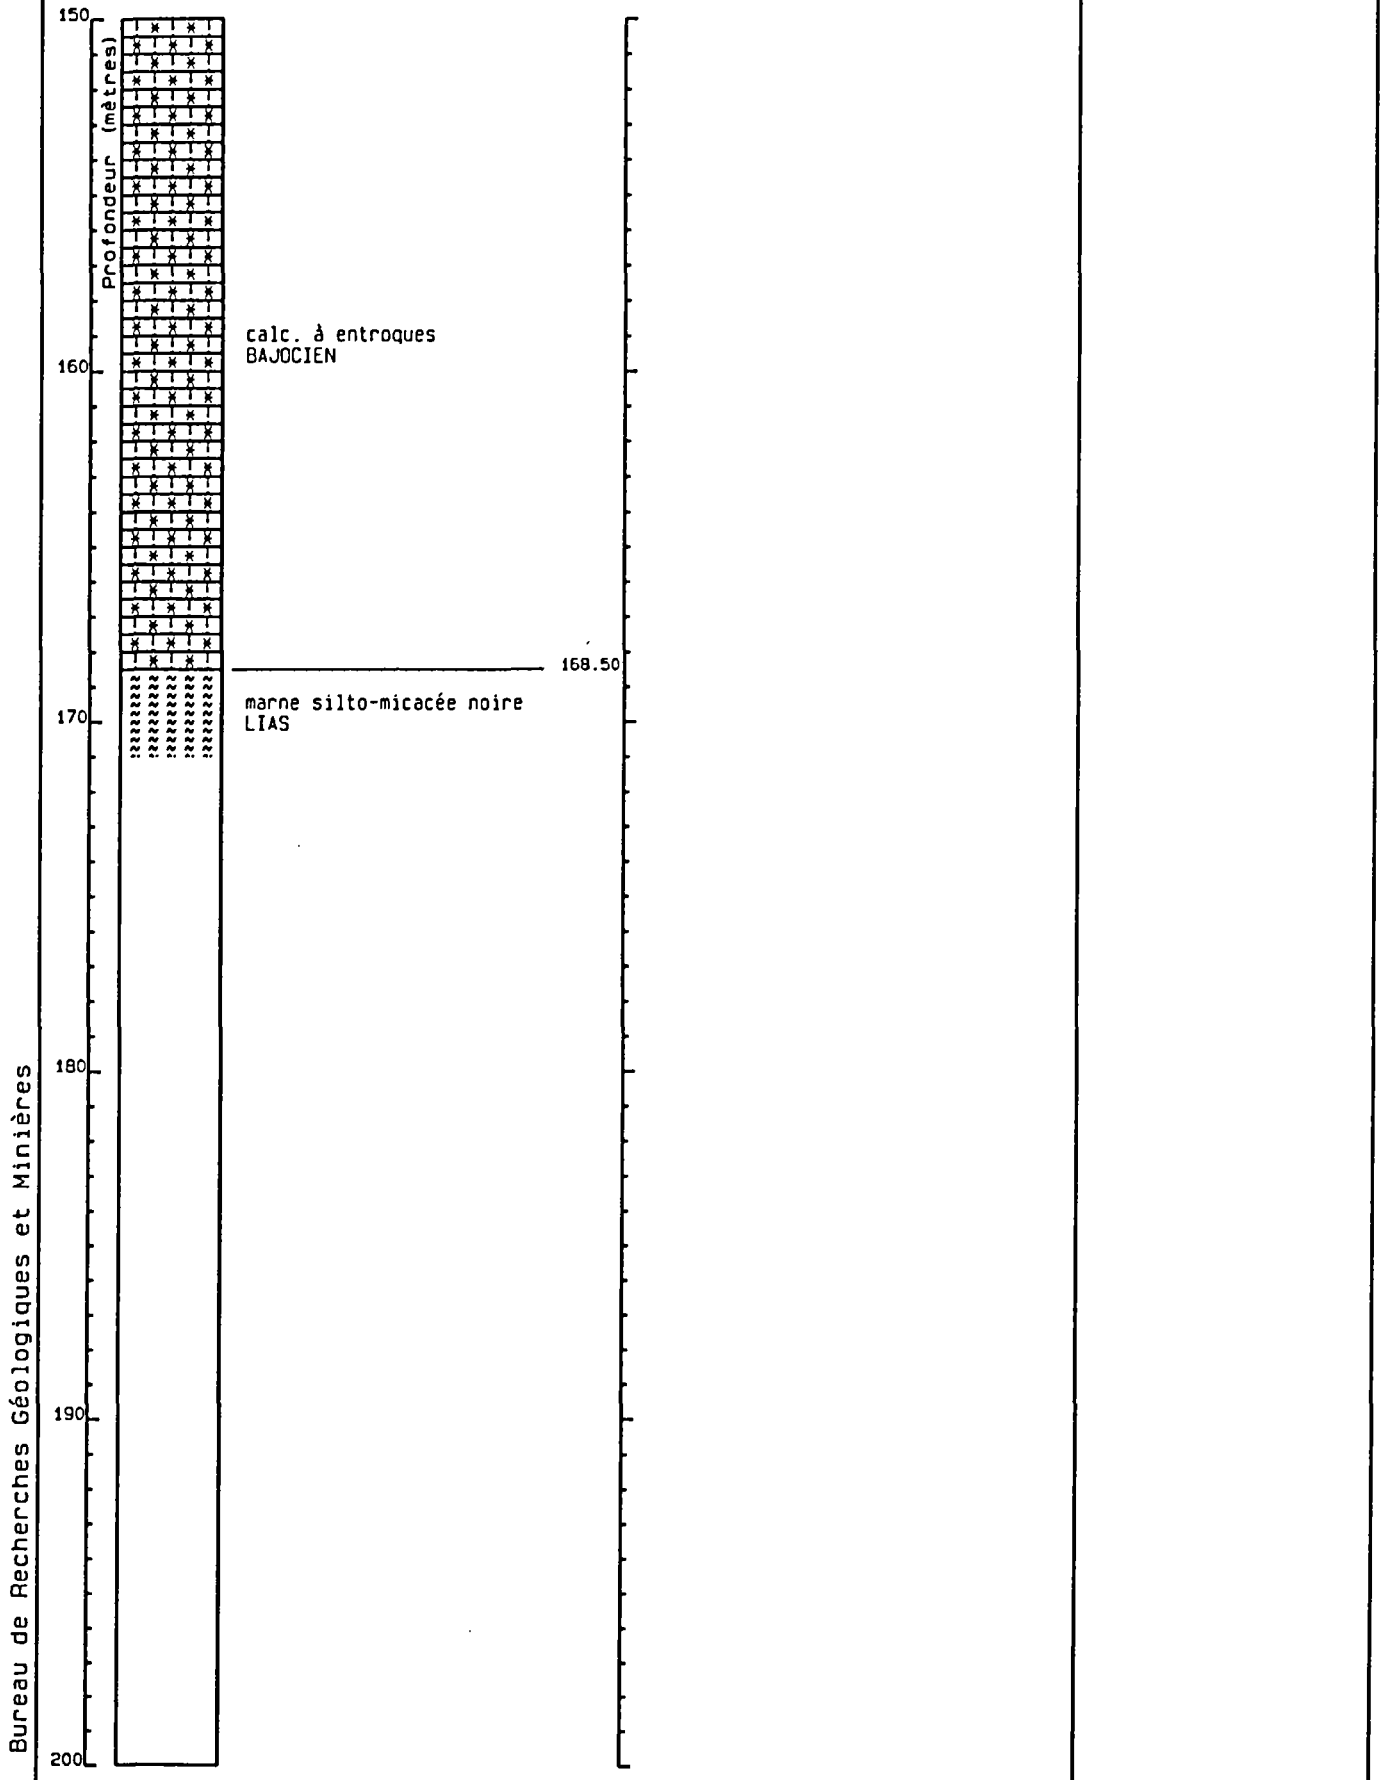 150
Profondeur (mètres)
calc. à entroques
BAJOCIEN
160
168.50
marne silto-micacée noire
LIAS
170
180
190
200
Bureau de Recherches Géologiques et Minières